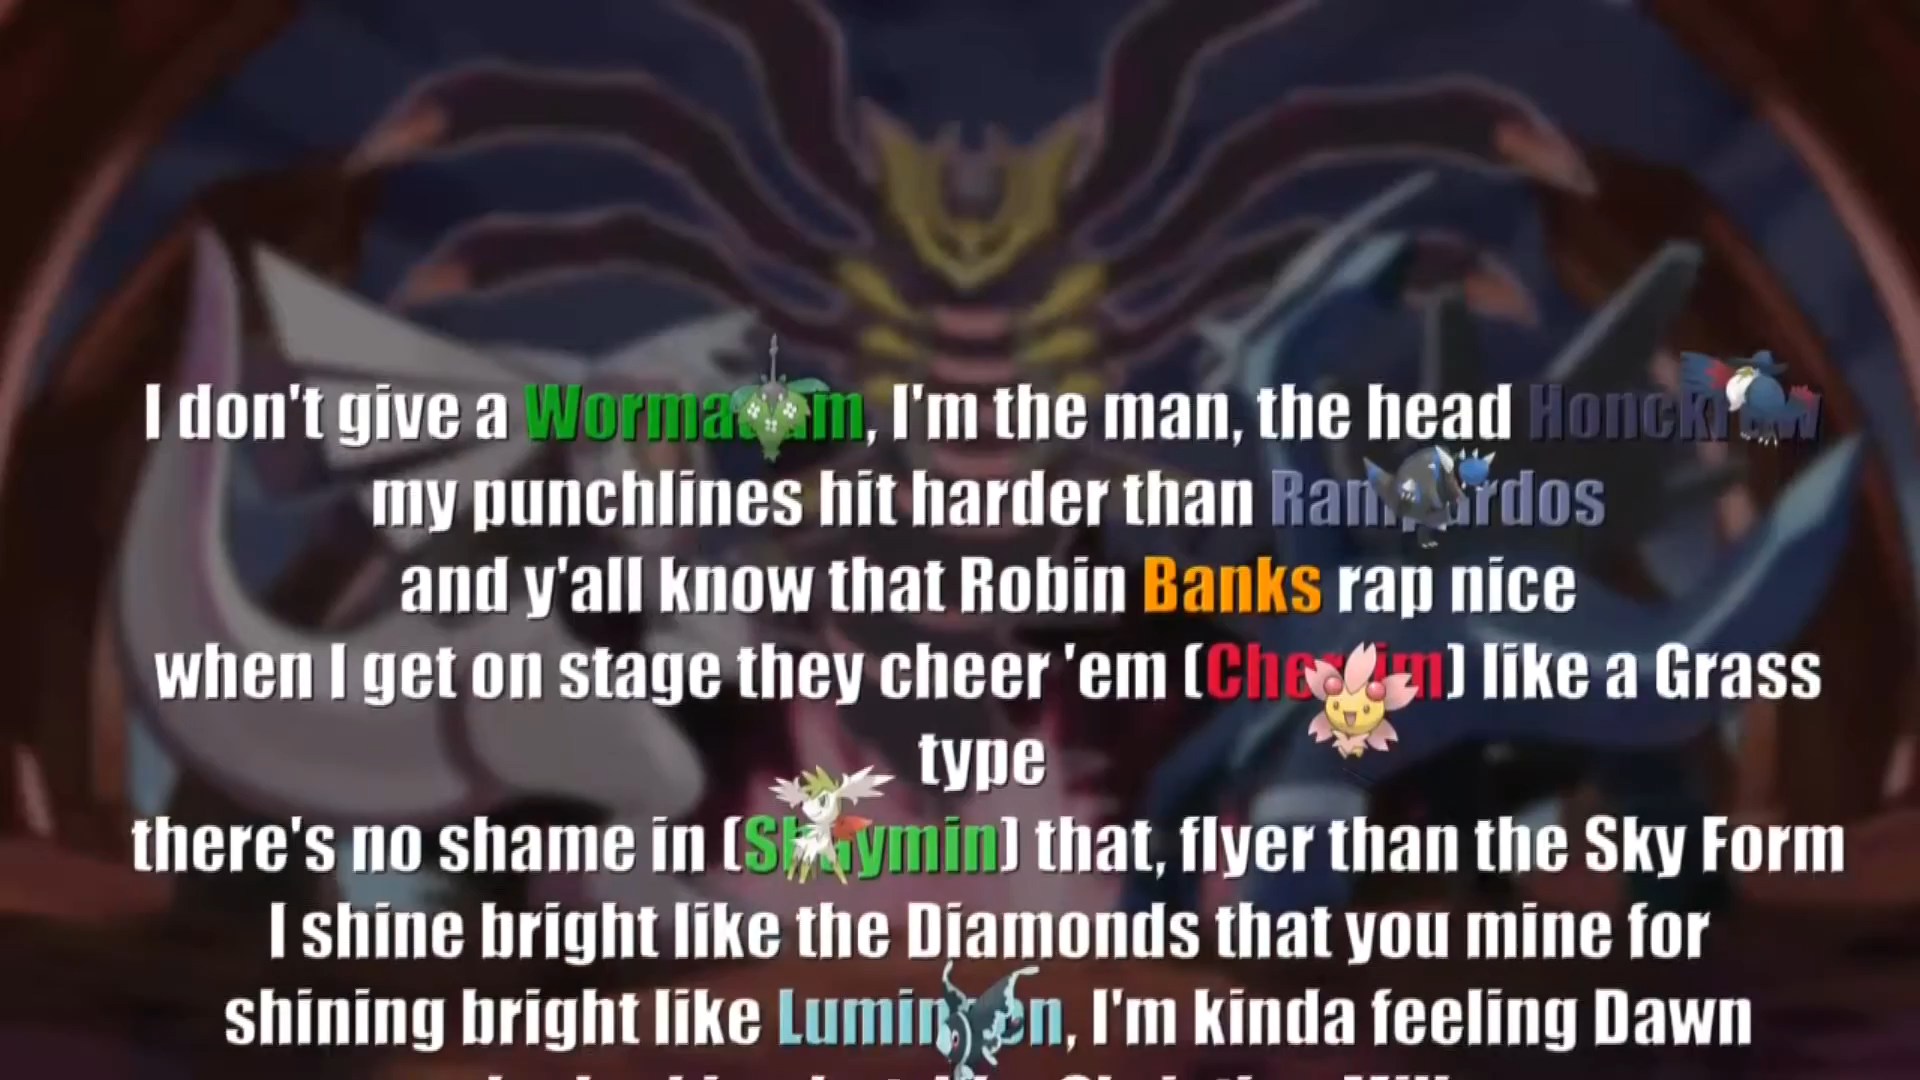 I don't give a Wormadam, I'm the man, the head Honchkrow
my punchlines hit harder than Rampardos
and y'all know that Robin Banks rap nice
when I get on stage they cheer 'em (Cherrim) like a Grass
type
there's no shame in (Shaymin) that, flyer than the Sky Form
I shine bright like the Diamonds that you mine for
shining bright like Lumineon, I'm kinda feeling Dawn